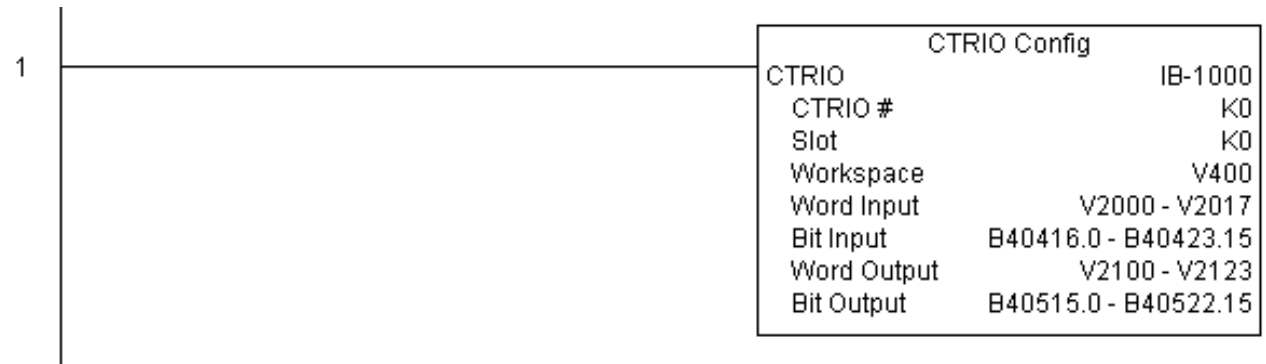 CTRIO Config
1
CTRIO IB-1000
CTRIO # K0
Slot K0
Workspace V400
Word Input V2000 - V2017
Bit Input B40416.0 - B40423.15
Word Output V2100 - V2123
Bit Output B40515.0 - B40522.15